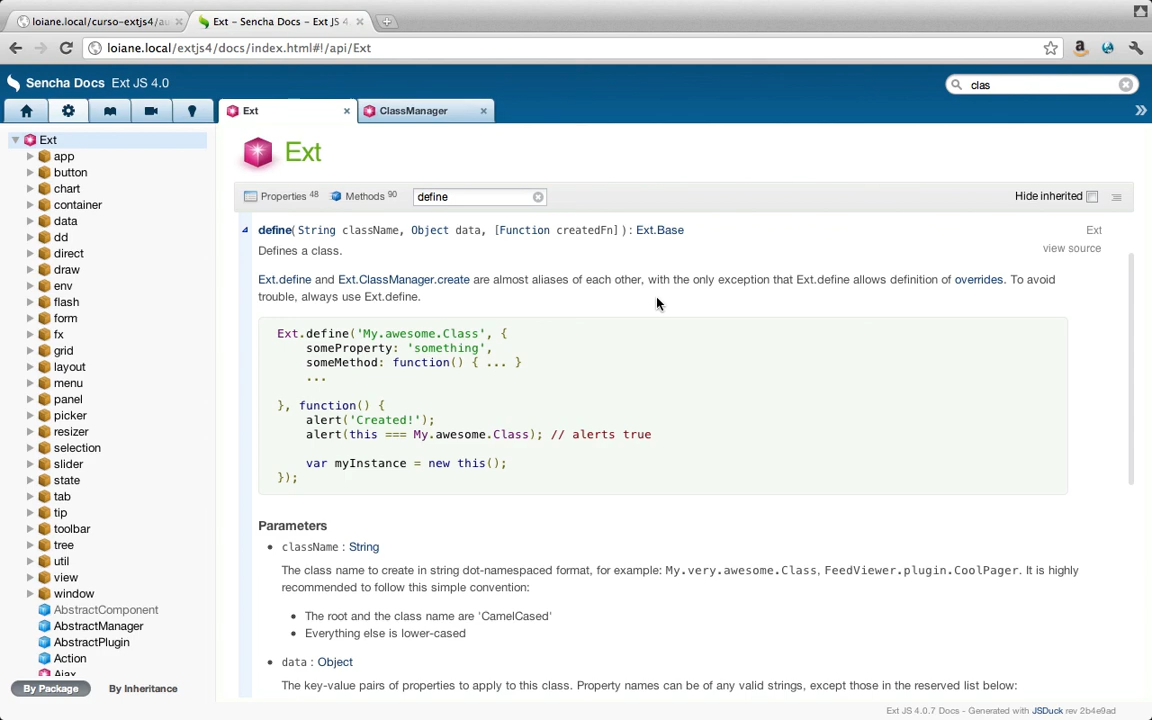 loiane.local/curso-extjs4/au
Ext - Sencha Docs - Ext JS 4
loiane.local/extjs4/docs/index.html#!/api/Ext
Sencha Docs Ext JS 4.0
clas
Ext
ClassManager
Ext
app
button
chart
container
data
dd
direct
draw
env
flash
form
fx
grid
layout
menu
panel
picker
resizer
selection
slider
state
tab
tip
toolbar
tree
util
view
window
AbstractComponent
AbstractManager
AbstractPlugin
Action
Ajax
By Package
By Inheritance
Ext
Properties 48
Methods 90
define
Hide inherited
define( String className, Object data, [Function createdFn] ) : Ext.Base
Ext
view source
Defines a class.
Ext.define and Ext.ClassManager.create are almost aliases of each other, with the only exception that Ext.define allows definition of overrides. To avoid
trouble, always use Ext.define.
Ext.define('My.awesome.Class', {
someProperty: 'something',
someMethod: function() { ... }
...
}, function() {
alert('Created!');
alert(this === My.awesome.Class); // alerts true
var myInstance = new this();
});
Parameters
className : String
The class name to create in string dot-namespaced format, for example: My.very.awesome.Class, FeedViewer.plugin.CoolPager. It is highly
recommended to follow this simple convention:
The root and the class name are 'CamelCased'
Everything else is lower-cased
data : Object
The key-value pairs of properties to apply to this class. Property names can be of any valid strings, except those in the reserved list below:
Ext JS 4.0.7 Docs - Generated with JSDuck rev 2b4e9ad